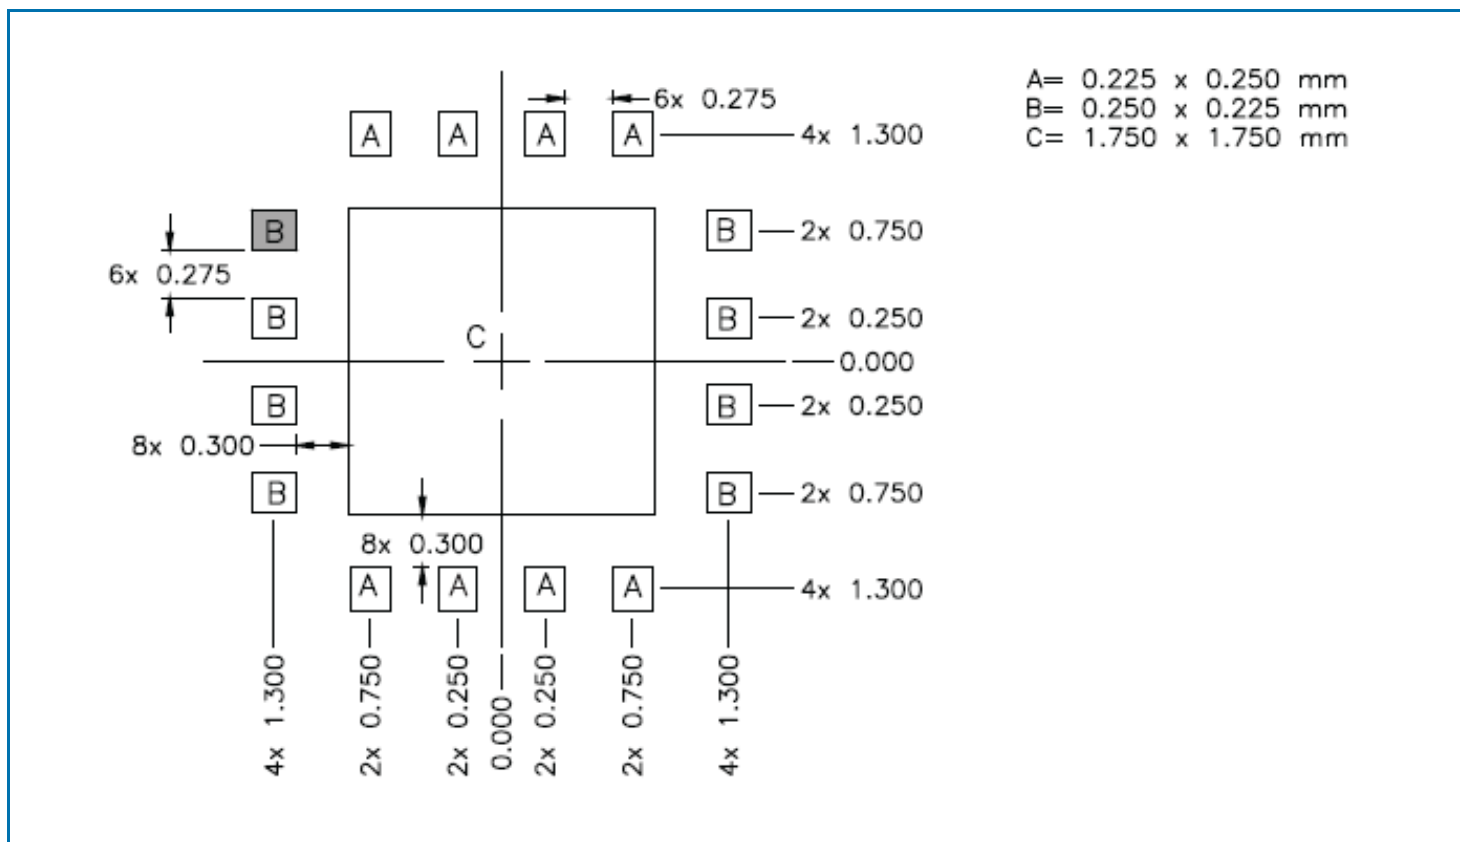 A= 0.225 x 0.250 mm
B= 0.250 x 0.225 mm
C= 1.750 x 1.750 mm
6x 0.275
A A A A 4x 1.300
B B 2x 0.750
6x 0.275
B B 2x 0.250
C
0.000
B B 2x 0.250
8x 0.300
B B 2x 0.750
8x 0.300
A A A A 4x 1.300
4x 1.300
2x 0.750
2x 0.250
0.000
2x 0.250
2x 0.750
4x 1.300